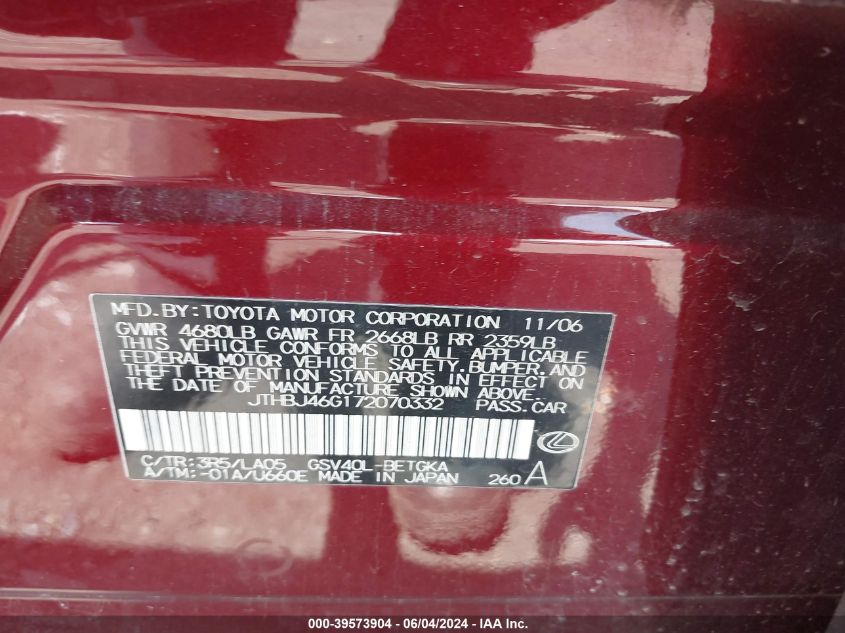 MFD.BY:TOYOTA MOTOR CORPORATION 11/06
GVWR 4680LB GAWR FR 2668LB RR 2359LB
THIS VEHICLE CONFORMS TO ALL APPLICABLE
FEDERAL MOTOR VEHICLE SAFETY,BUMPER,AND
THEFT PREVENTION STANDARDS IN EFFECT ON
THE DATE OF MANUFACTURE SHOWN ABOVE.
JTHBJ46G172070332 PASS.CAR
C/TR:3R5/LA05 GSV40L-BETGKA
A/TM:-01A/U660E MADE IN JAPAN 260 A
000-39573904 - 06/04/2024 - IAA Inc.